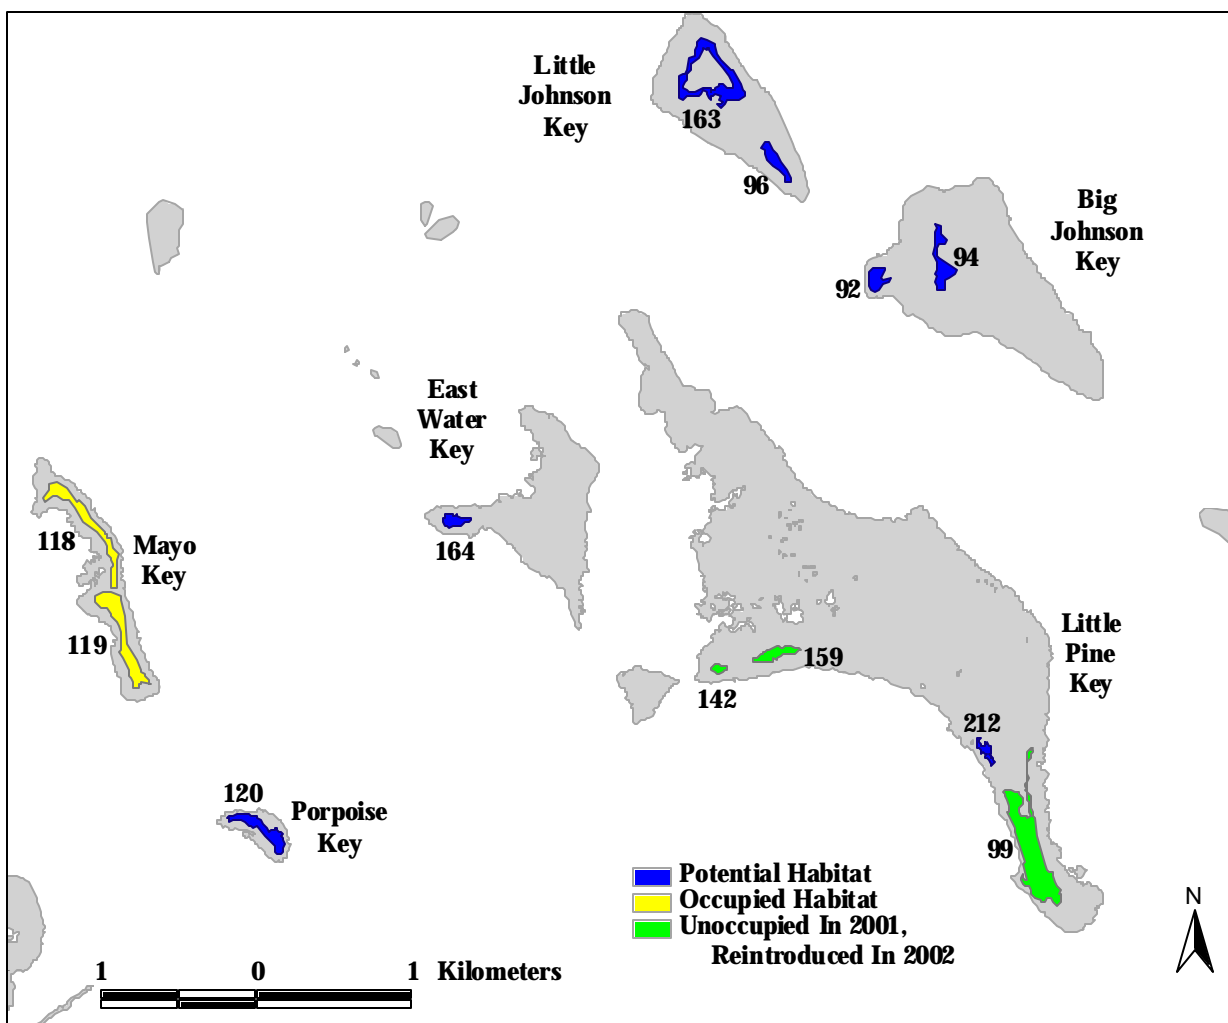 Little
Johnson
Key
163
96
Big
Johnson
Key
94
92
East
Water
Key
164
118
Mayo
Key
119
159
142
Little
Pine
Key
212
99
120
Porpoise
Key
Potential Habitat
Occupied Habitat
Unoccupied In 2001,
Reintroduced In 2002
N
1 0 1 Kilometers